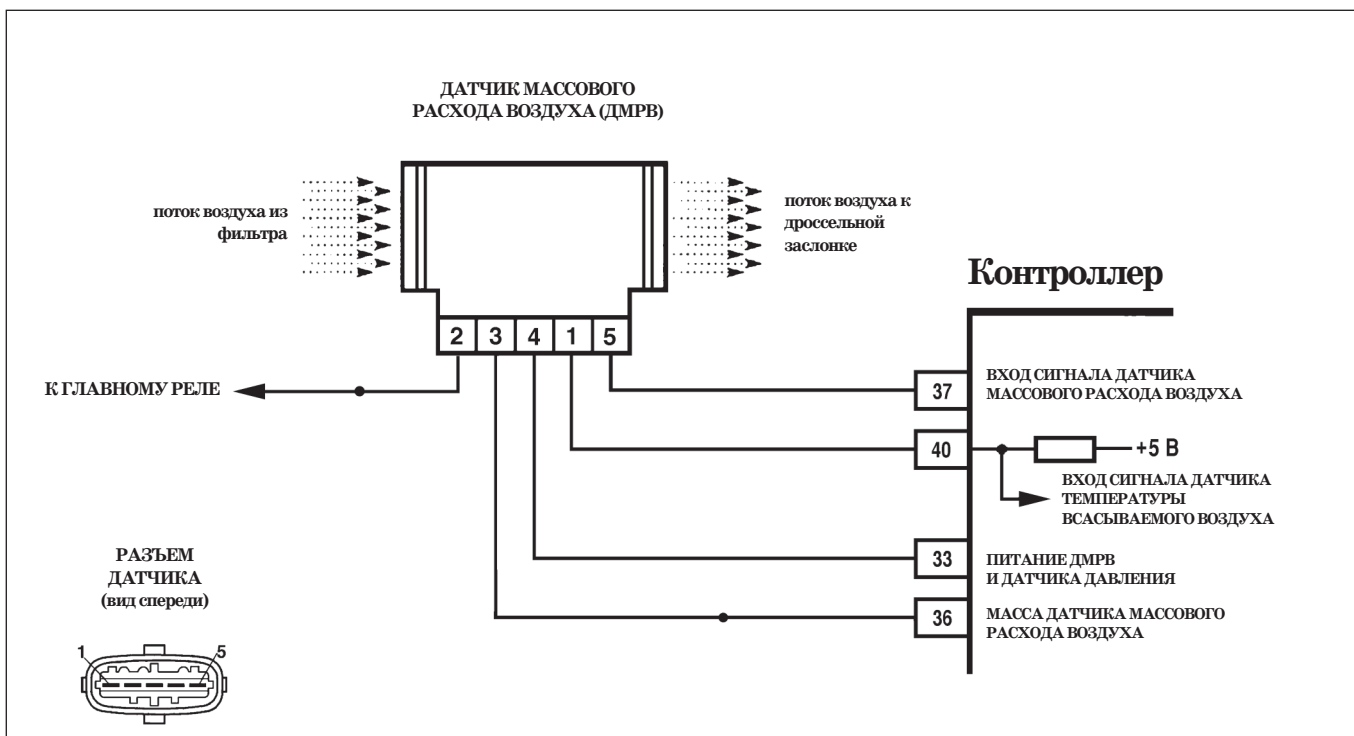 ДАТЧИК МАССОВОГО
РАСХОДА ВОЗДУХА (ДМРВ)
поток воздуха из
фильтра
поток воздуха к
дроссельной
заслонке
Контроллер
2 3 4 1 5
К ГЛАВНОМУ РЕЛЕ
37
ВХОД СИГНАЛА ДАТЧИКА
МАССОВОГО РАСХОДА ВОЗДУХА
40
+5 В
ВХОД СИГНАЛА ДАТЧИКА
ТЕМПЕРАТУРЫ
ВСАСЫВАЕМОГО ВОЗДУХА
33
ПИТАНИЕ ДМРВ
И ДАТЧИКА ДАВЛЕНИЯ
36
МАССА ДАТЧИКА МАССОВОГО
РАСХОДА ВОЗДУХА
РАЗЪЕМ
ДАТЧИКА
(вид спереди)
1 5